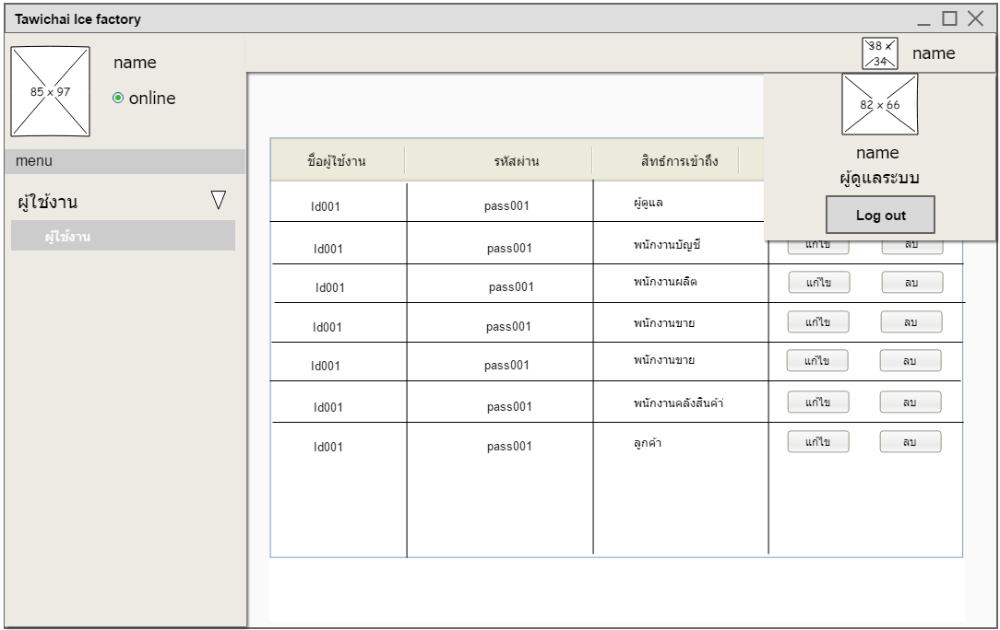 Tawichai Ice factory
name
online
85 x 97
38 x 34
name
menu
ผู้ใช้งาน
ผู้ใช้งาน
82 x 66
name
ผู้ดูแลระบบ
Log out
ชื่อผู้ใช้งาน รหัสผ่าน สิทธ์การเข้าถึง
Id001 pass001 ผู้ดูแล
Id001 pass001 พนักงานบัญชี แก้ไข ลบ
Id001 pass001 พนักงานผลิต แก้ไข ลบ
Id001 pass001 พนักงานขาย แก้ไข ลบ
Id001 pass001 พนักงานขาย แก้ไข ลบ
Id001 pass001 พนักงานคลังสินค้า แก้ไข ลบ
Id001 pass001 ลูกค้า แก้ไข ลบ